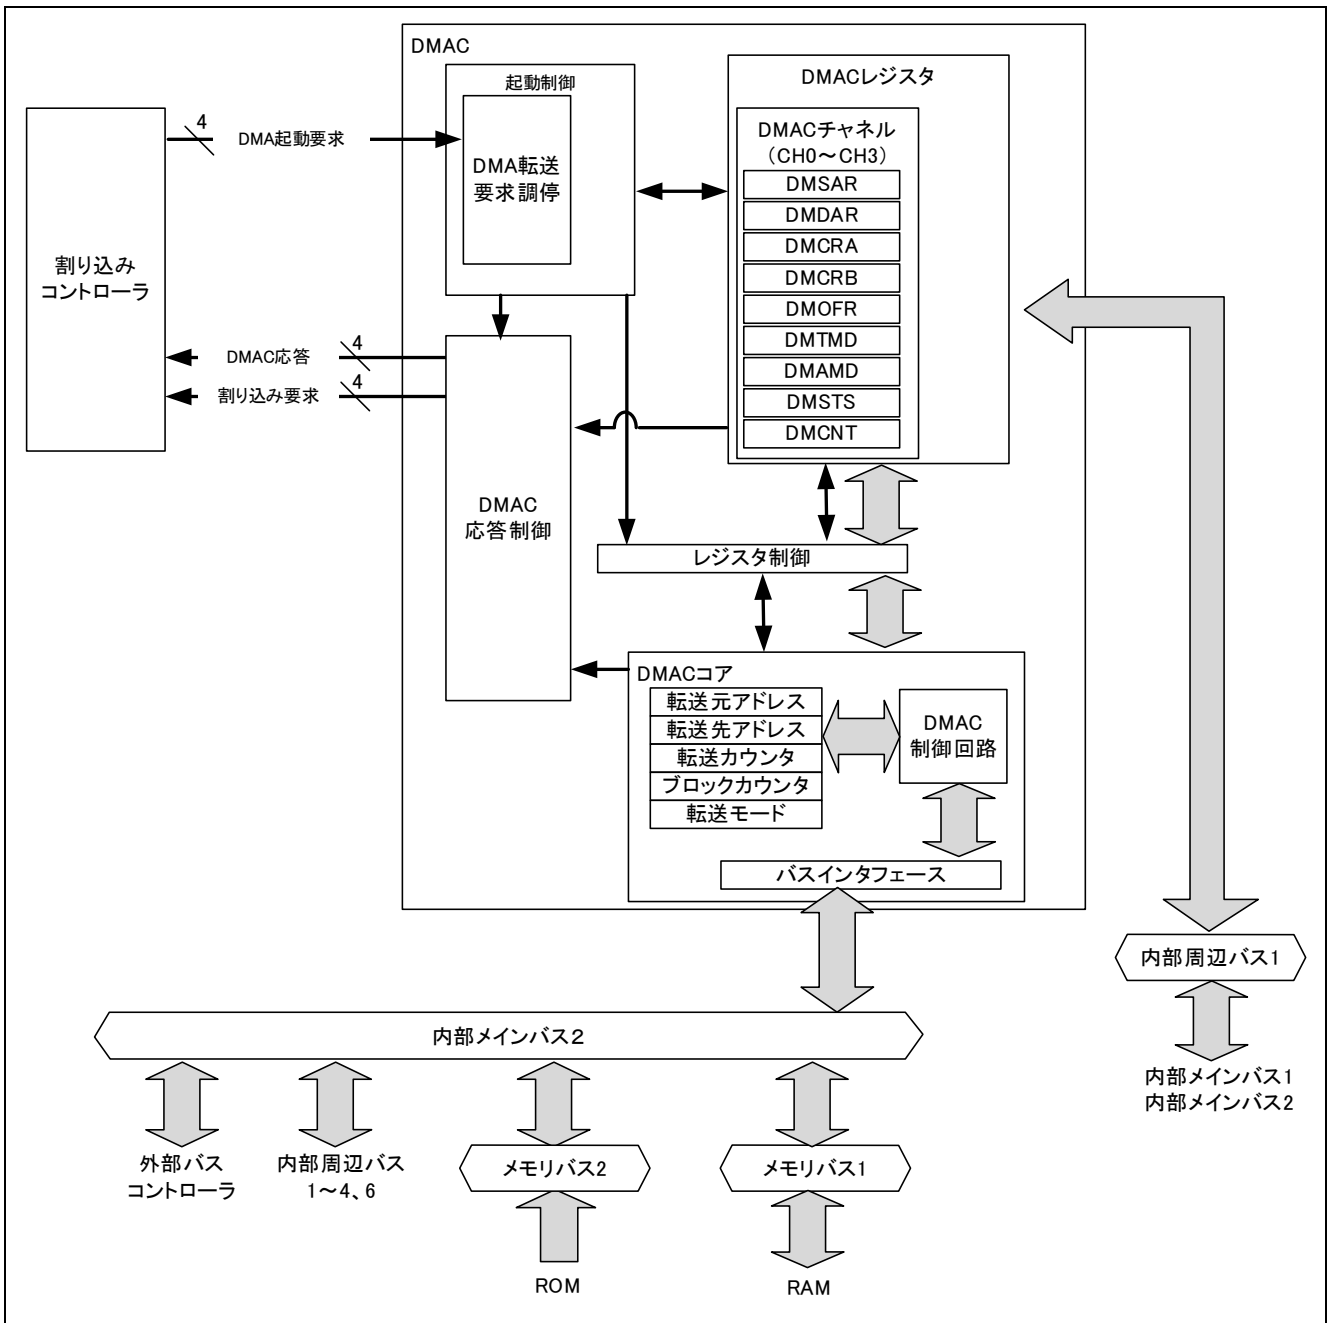 DMAC
起動制御
DMACレジスタ
4
DMA起動要求
DMA転送
要求調停
DMACチャネル
(CH0～CH3)
DMSAR
DMDAR
DMCRA
DMCRB
DMOFR
DMTMD
DMAMD
DMSTS
DMCNT
割り込み
コントローラ
DMAC応答
4
割り込み要求
4
DMAC
応答制御
レジスタ制御
DMACコア
転送元アドレス
転送先アドレス
転送カウンタ
ブロックカウンタ
転送モード
DMAC
制御回路
バスインタフェース
内部周辺バス1
内部メインバス2
内部メインバス1
内部メインバス2
外部バス
コントローラ
内部周辺バス
1～4、6
メモリバス2
メモリバス1
ROM
RAM